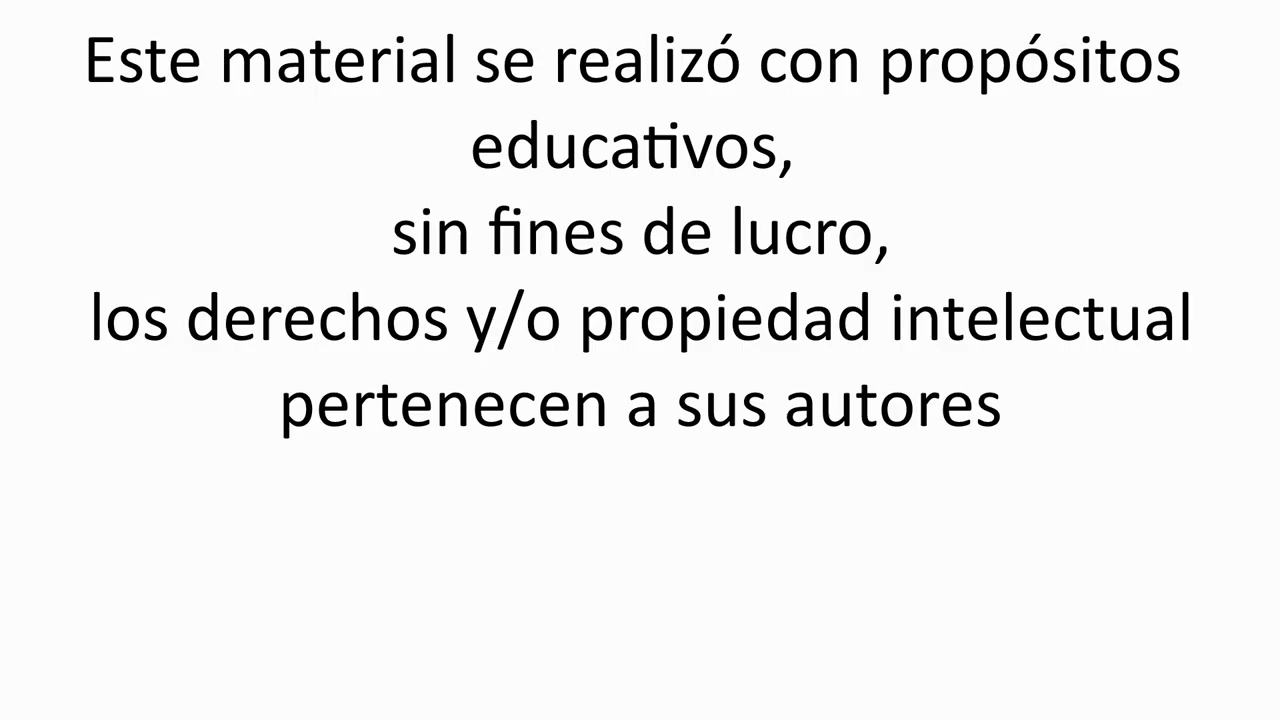 Este material se realizó con propósitos
educativos,
sin fines de lucro,
los derechos y/o propiedad intelectual
pertenecen a sus autores